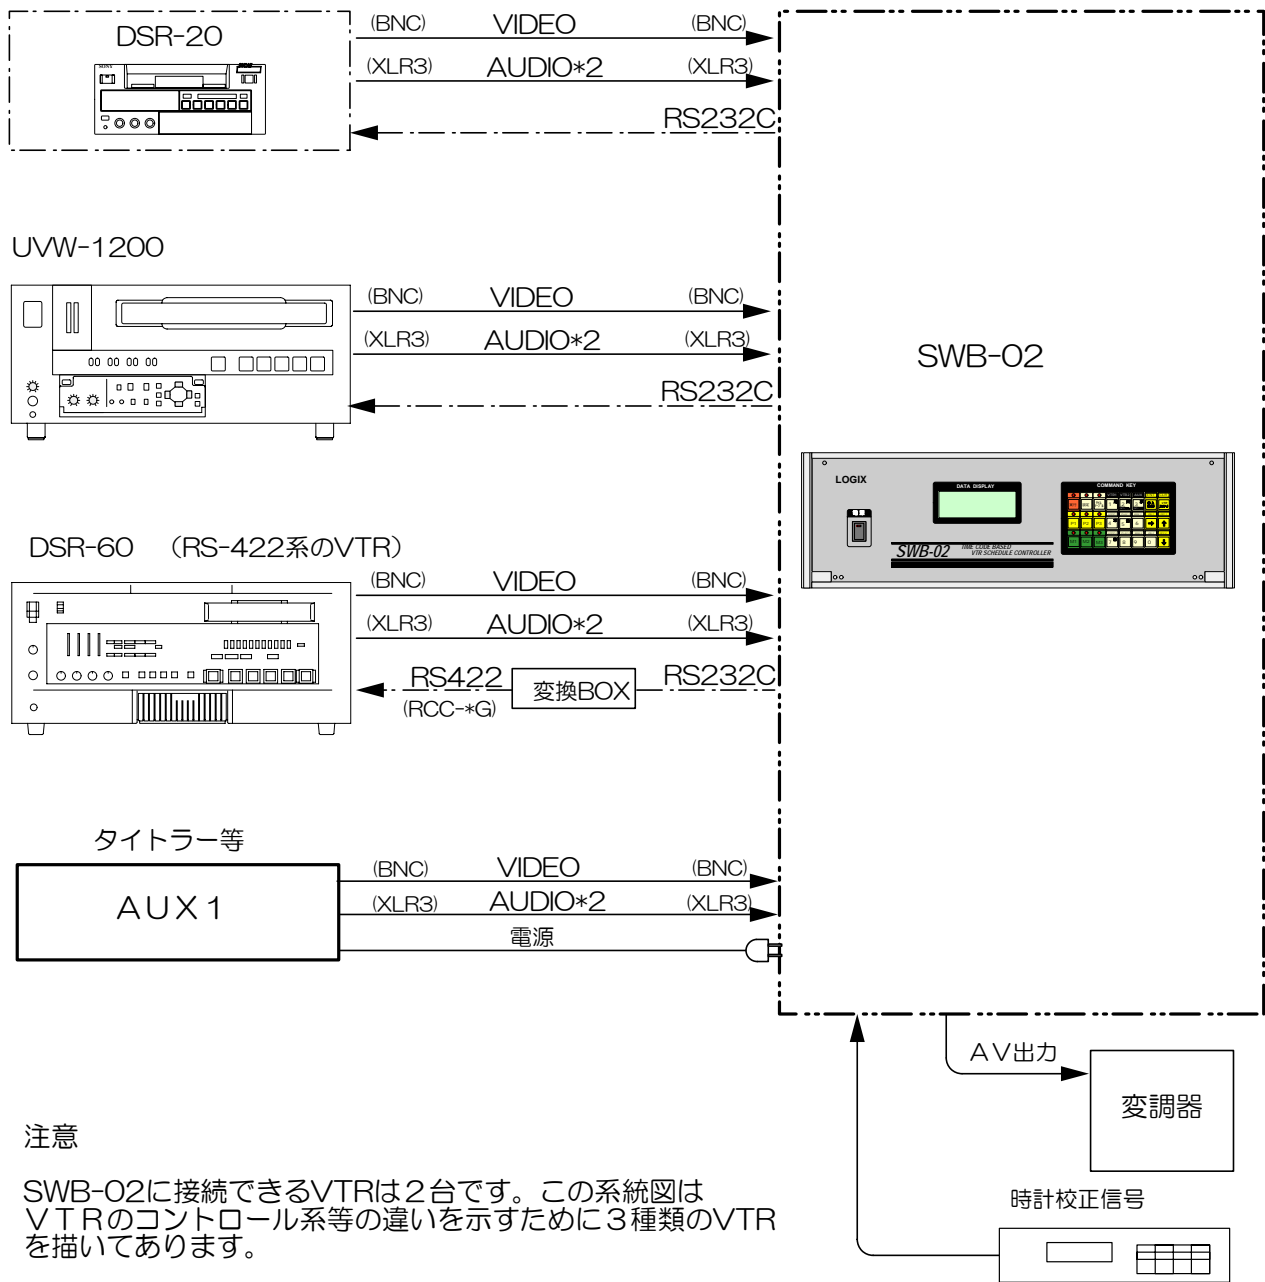 DSR-20
SONY
(BNC) VIDEO (BNC)
(XLR3) AUDIO*2 (XLR3)
RS232C
UVW-1200
(BNC) VIDEO (BNC)
(XLR3) AUDIO*2 (XLR3)
RS232C
SWB-02
LOGIX
DATA DISPLAY
COMMAND KEY
SWB-02 TIME CODE BASED
VTR SCHEDULE CONTROLLER
DSR-60 （RS-422系のVTR）
(BNC) VIDEO (BNC)
(XLR3) AUDIO*2 (XLR3)
RS422 変換BOX RS232C
(RCC-*G)
タイトラー等
AUX1
(BNC) VIDEO (BNC)
(XLR3) AUDIO*2 (XLR3)
電源
AV出力
変調器
時計校正信号
注意
SWB-02に接続できるVTRは２台です。この系統図は
ＶＴＲのコントロール系等の違いを示すために３種類のVTR
を描いてあります。